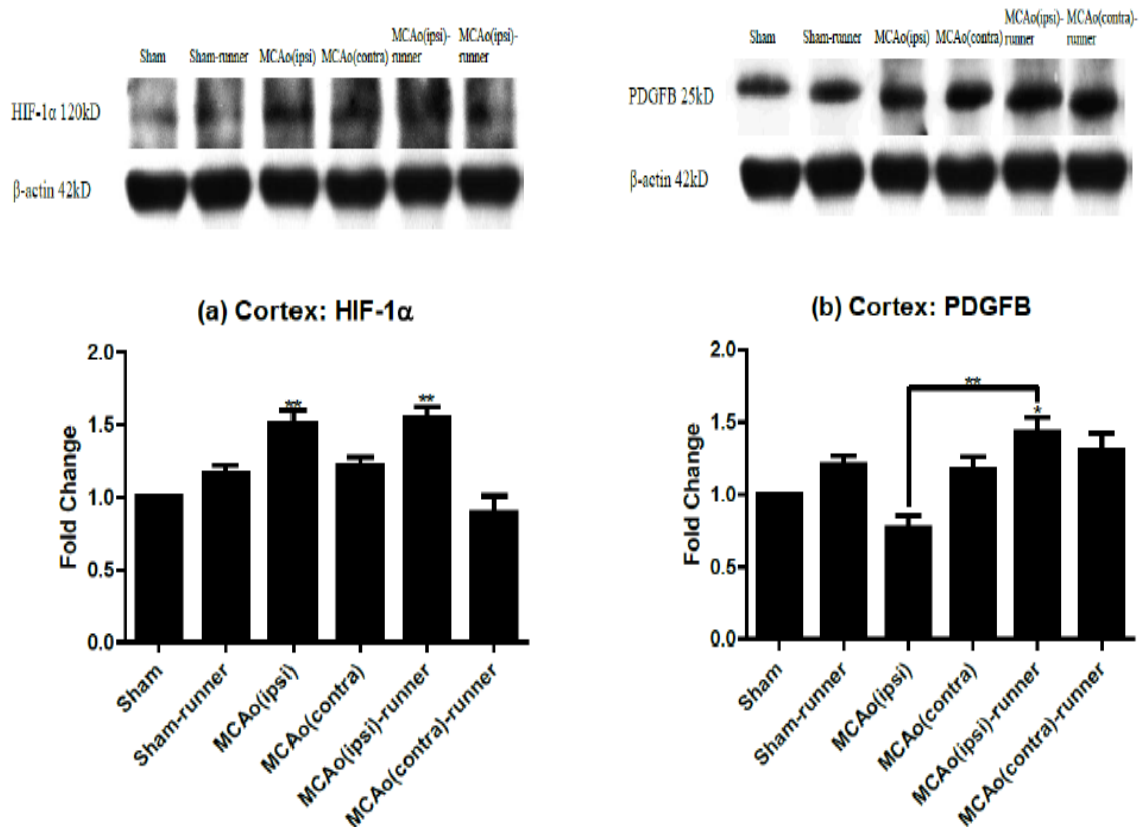 Sham Sham-runner MCAo(ipsi) MCAo(contra) MCAo(ipsi)-runner MCAo(ipsi)-runner
HIF-1α 120kD
β-actin 42kD
(a) Cortex: HIF-1α
Fold Change
2.0
1.5
1.0
0.5
0.0
**
**
Sham
Sham-runner
MCAo(ipsi)
MCAo(contra)
MCAo(ipsi)-runner
MCAo(contra)-runner
Sham Sham-runner MCAo(ipsi) MCAo(contra) MCAo(ipsi)-runner MCAo(contra)-runner
PDGFB 25kD
β-actin 42kD
(b) Cortex: PDGFB
Fold Change
2.0
1.5
1.0
0.5
0.0
**
*
Sham
Sham-runner
MCAo(ipsi)
MCAo(contra)
MCAo(ipsi)-runner
MCAo(contra)-runner